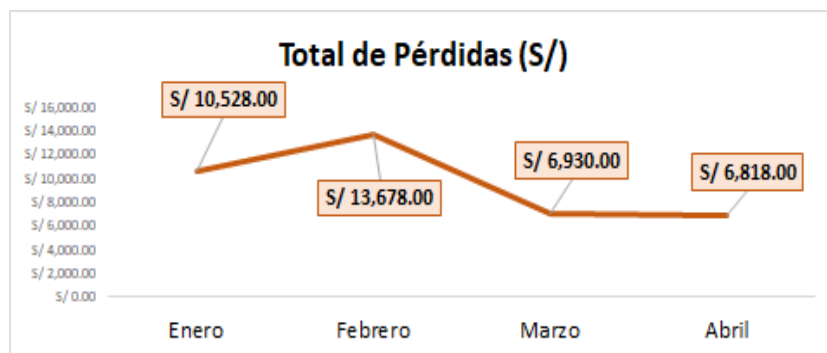 Total de Pérdidas (S/)
S/ 16,000.00
S/ 14,000.00
S/ 12,000.00
S/ 10,000.00
S/ 8,000.00
S/ 6,000.00
S/ 4,000.00
S/ 2,000.00
S/ 0.00
S/ 10,528.00
S/ 13,678.00
S/ 6,930.00
S/ 6,818.00
Enero Febrero Marzo Abril